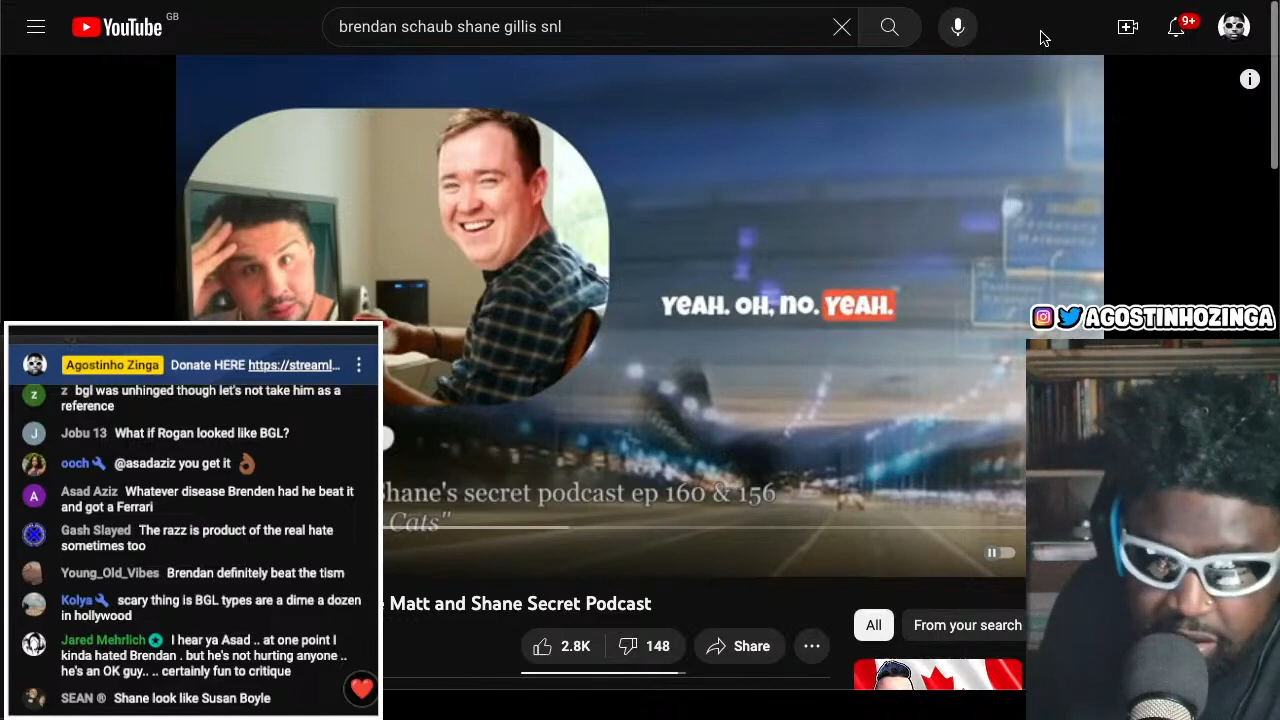 YouTube GB
brendan schaub shane gillis snl
9+
YEAH. OH, NO. YEAH.
AGOSTINHOZINGA
Shane's secret podcast ep 160 & 156
Cats"
Agostinho Zinga Donate HERE https://streaml...
z bgl was unhinged though let's not take him as a
reference
J Jobu 13 What if Rogan looked like BGL?
ooch @asadaziz you get it
A Asad Aziz Whatever disease Brenden had he beat it
and got a Ferrari
Gash Slayed The razz is product of the real hate
sometimes too
Young_Old_Vibes Brendan definitely beat the tism
Kolya scary thing is BGL types are a dime a dozen
in hollywood
Jared Mehrlich I hear ya Asad .. at one point I
kinda hated Brendan . but he's not hurting anyone ..
he's an OK guy.. .. certainly fun to critique
SEAN ® Shane look like Susan Boyle
Matt and Shane Secret Podcast
2.8K 148 Share
All From your search